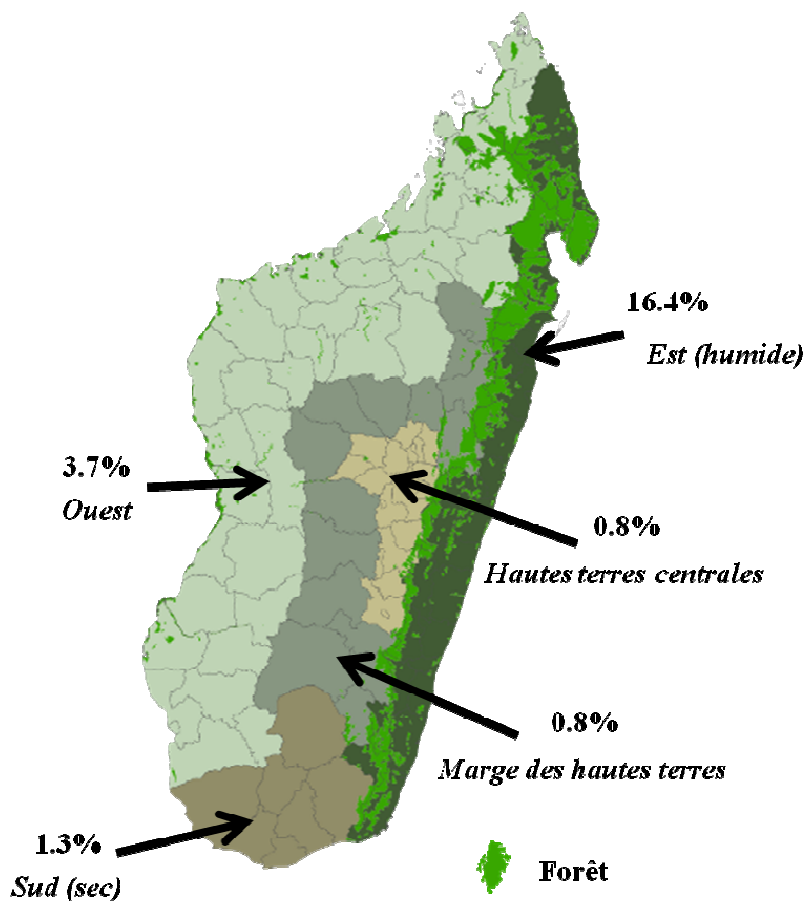 16.4%
Est (humide)
3.7%
Ouest
0.8%
Hautes terres centrales
0.8%
Marge des hautes terres
1.3%
Sud (sec)
Forêt